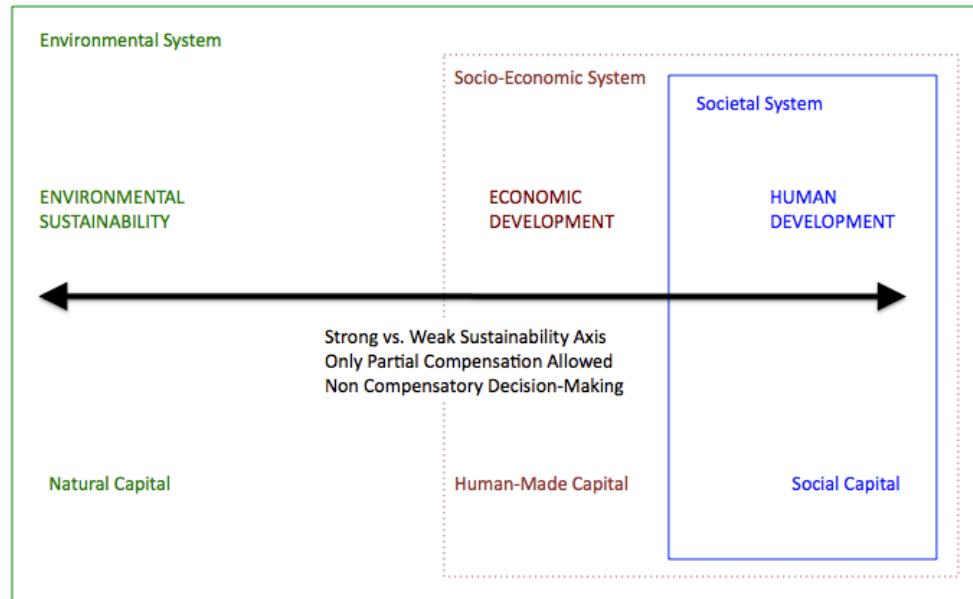 Environmental System
Socio-Economic System
Societal System
ENVIRONMENTAL
SUSTAINABILITY
ECONOMIC
DEVELOPMENT
HUMAN
DEVELOPMENT
Strong vs. Weak Sustainability Axis
Only Partial Compensation Allowed
Non Compensatory Decision-Making
Natural Capital
Human-Made Capital
Social Capital